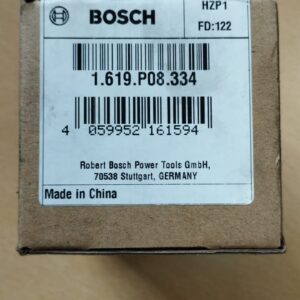 BOSCH
HZP1
FD:122
1.619.P08.334
4 059952 161594
Robert Bosch Power Tools GmbH,
70538 Stuttgart, GERMANY
Made in China